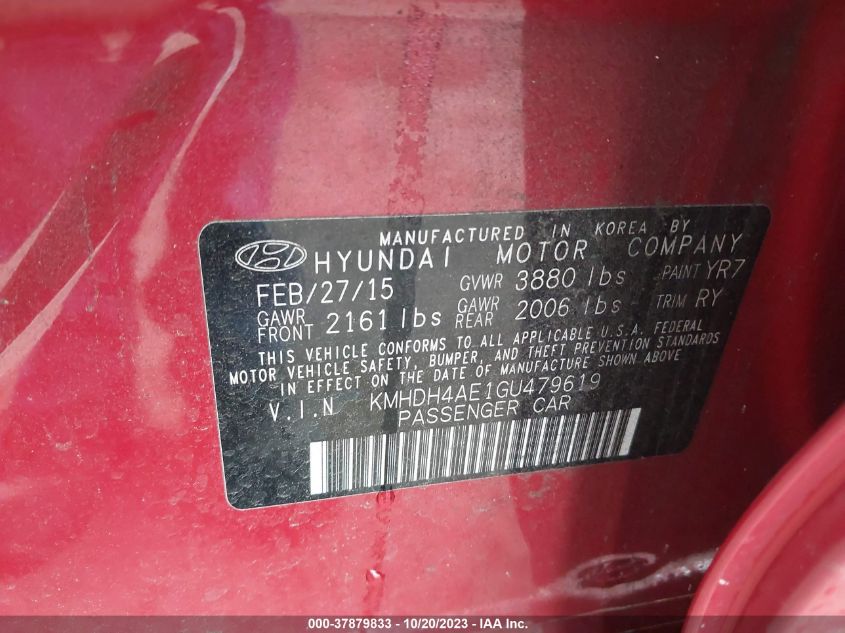 MANUFACTURED IN KOREA BY
HYUNDAI MOTOR COMPANY
FEB/27/15 GVWR 3880 lbs PAINT YR7
GAWR FRONT 2161 lbs GAWR REAR 2006 lbs TRIM RY
THIS VEHICLE CONFORMS TO ALL APPLICABLE U.S.A. FEDERAL
MOTOR VEHICLE SAFETY, BUMPER, AND THEFT PREVENTION STANDARDS
IN EFFECT ON THE DATE OF MANUFACTURE SHOWN ABOVE
V.I.N KMHDH4AE1GU479619
PASSENGER CAR
000-37879833 - 10/20/2023 - IAA Inc.